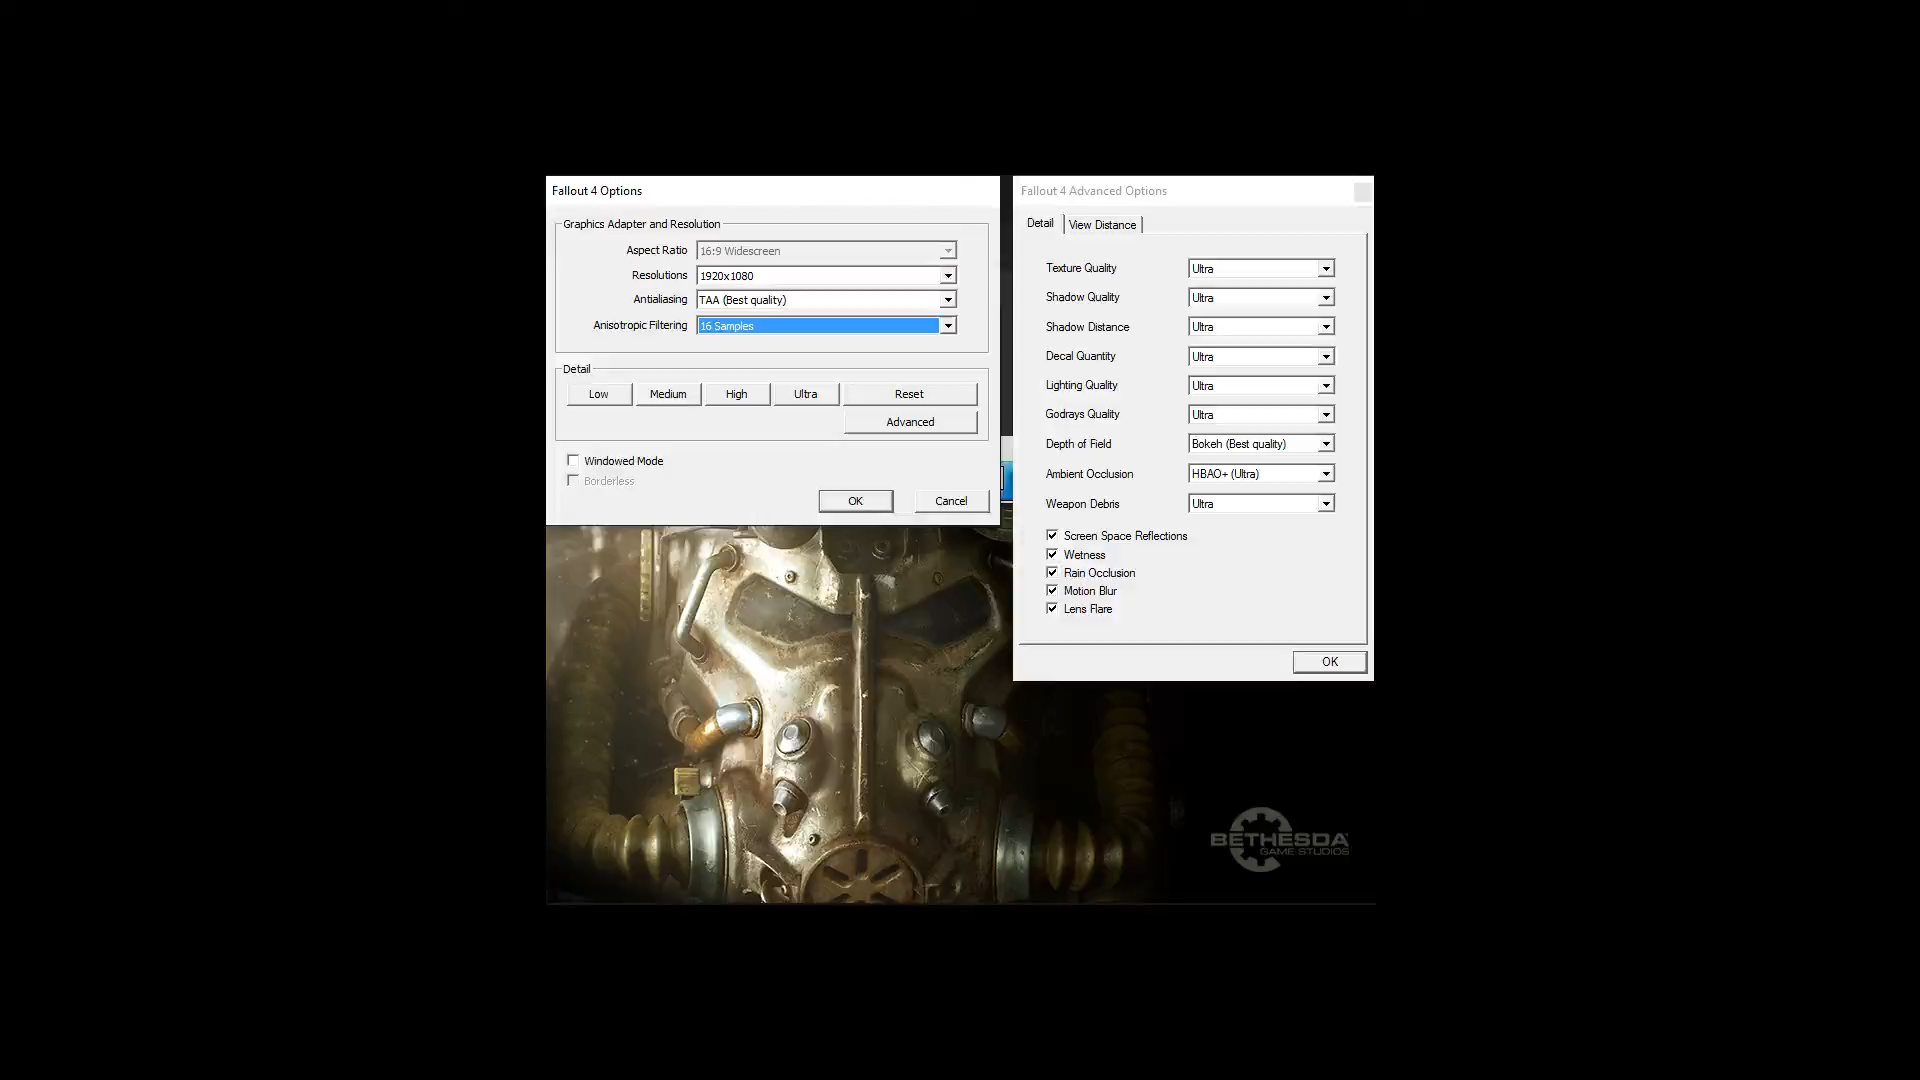 Fallout 4 Options
Graphics Adapter and Resolution
Aspect Ratio 16:9 Widescreen
Resolutions 1920x1080
Antialiasing TAA (Best quality)
Anisotropic Filtering 16 Samples
Detail
Low Medium High Ultra Reset
Advanced
Windowed Mode
Borderless
OK Cancel
Fallout 4 Advanced Options
Detail View Distance
Texture Quality Ultra
Shadow Quality Ultra
Shadow Distance Ultra
Decal Quantity Ultra
Lighting Quality Ultra
Godrays Quality Ultra
Depth of Field Bokeh (Best quality)
Ambient Occlusion HBAO+ (Ultra)
Weapon Debris Ultra
Screen Space Reflections
Wetness
Rain Occlusion
Motion Blur
Lens Flare
OK
BETHESDA
GAME STUDIOS